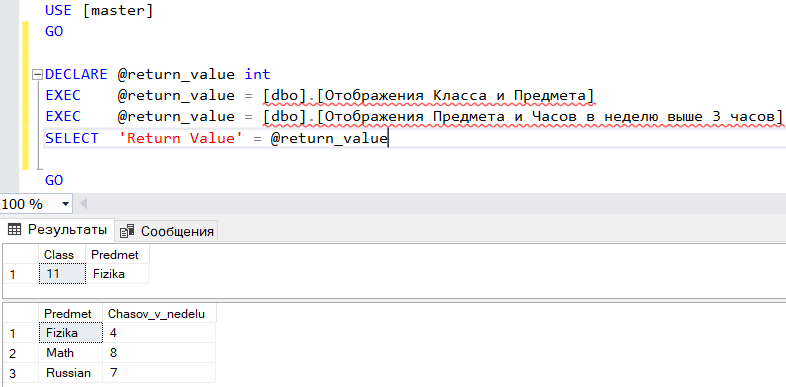 USE [master]
GO
DECLARE @return_value int
EXEC @return_value = [dbo].[Отображения Класса и Предмета]
EXEC @return_value = [dbo].[Отображения Предмета и Часов в неделю выше 3 часов]
SELECT 'Return Value' = @return_value
GO
100 %
Результаты Сообщения
Class Predmet
1 11 Fizika
Predmet Chasov_v_nedelu
1 Fizika 4
2 Math 8
3 Russian 7